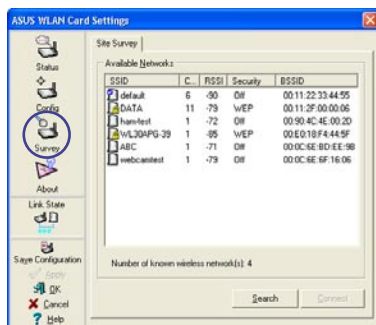 ASUS WLAN Card Settings
Status
Config
Survey
About
Link State
Save Configuration
Apply
OK
Cancel
Help
Site Survey
Available Networks
SSID C... RSSI Security BSSID
default 6 -90 Off 00:11:22:33:44:55
DATA 11 -79 WEP 00:11:2F:00:00:06
ham-test 1 -72 Off 00:90:4C:4E:00:2D
WL30APG-39 1 -85 WEP 00:E0:18:F4:44:5F
ABC 1 -71 Off 00:0C:6E:BD:EE:9B
webcamtest 1 -79 Off 00:0C:6E:6F:16:06
Number of known wireless network(s): 4
Search
Connect